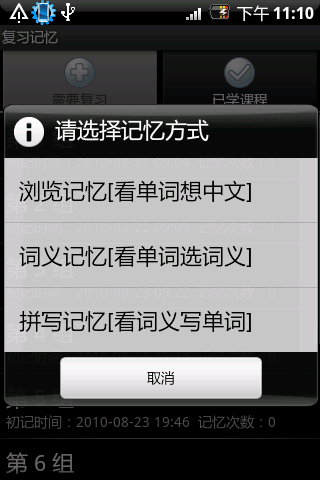 下午 11:10
复习记忆
需要复习
已学课程
请选择记忆方式
浏览记忆[看单词想中文]
词义记忆[看单词选词义]
拼写记忆[看词义写单词]
取消
初记时间：2010-08-23 19:46 记忆次数：0
第 6 组